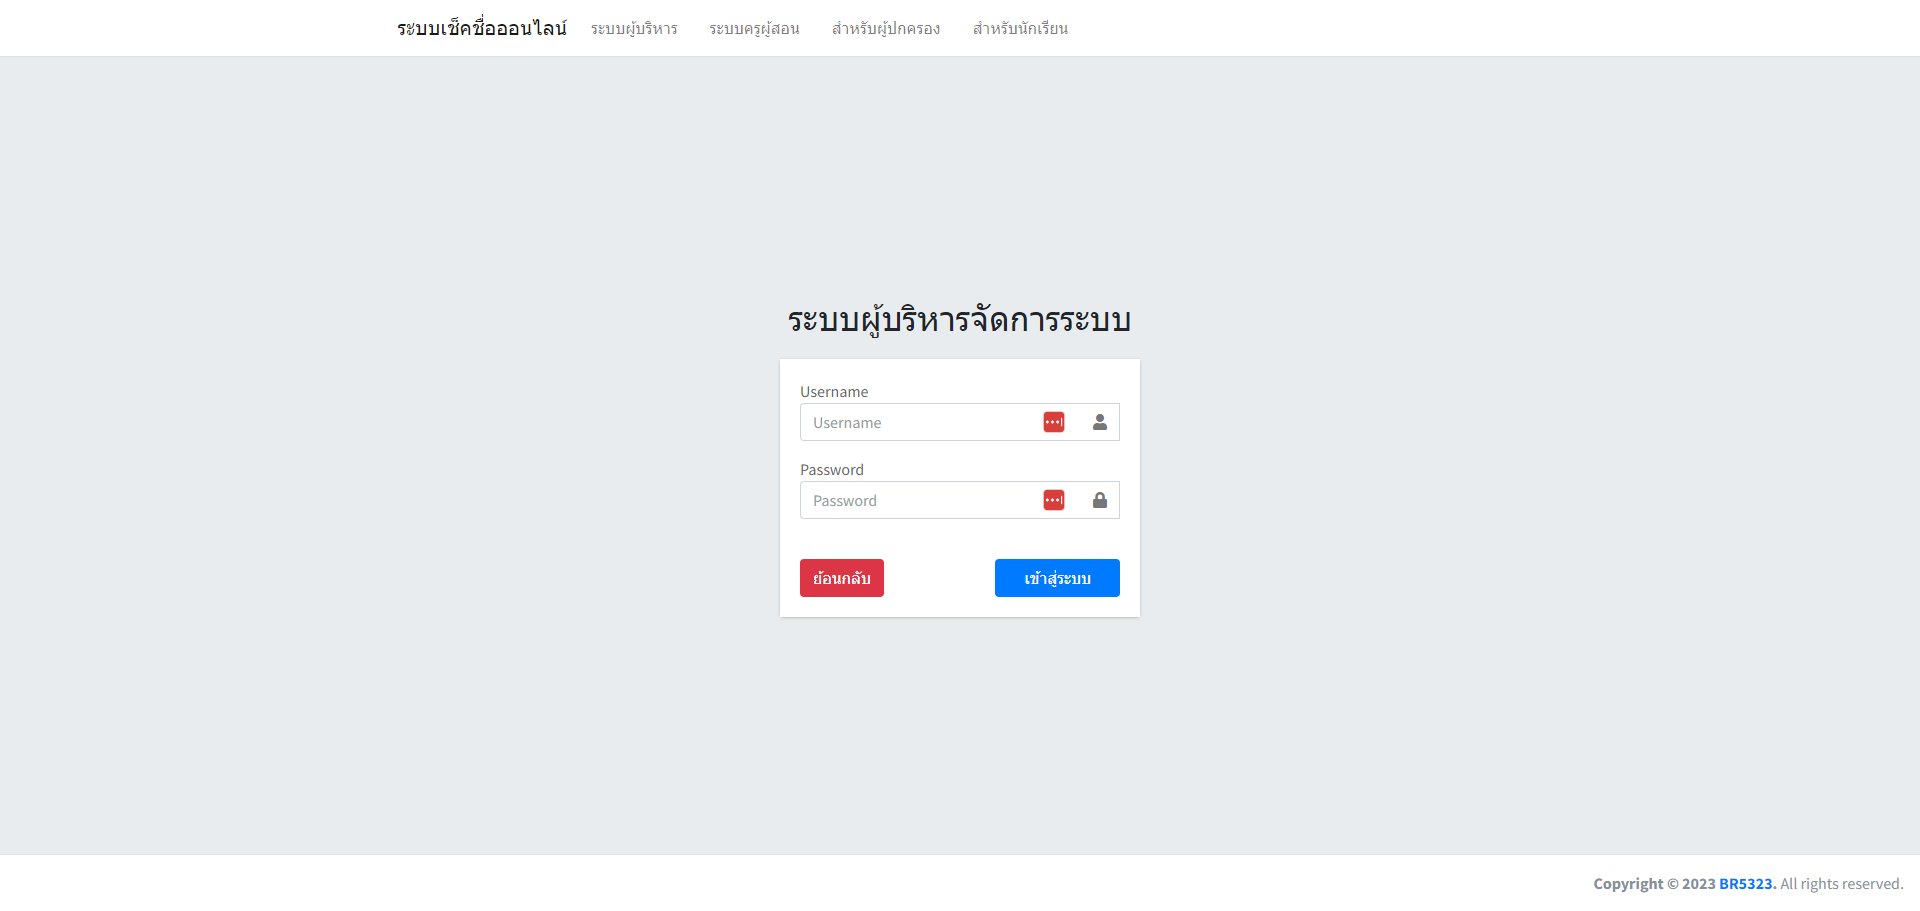 ระบบเช็คชื่อออนไลน์ ระบบผู้บริหาร ระบบครูผู้สอน สำหรับผู้ปกครอง สำหรับนักเรียน
ระบบผู้บริหารจัดการระบบ
Username
Username
Password
Password
ย้อนกลับ เข้าสู่ระบบ
Copyright © 2023 BR5323. All rights reserved.